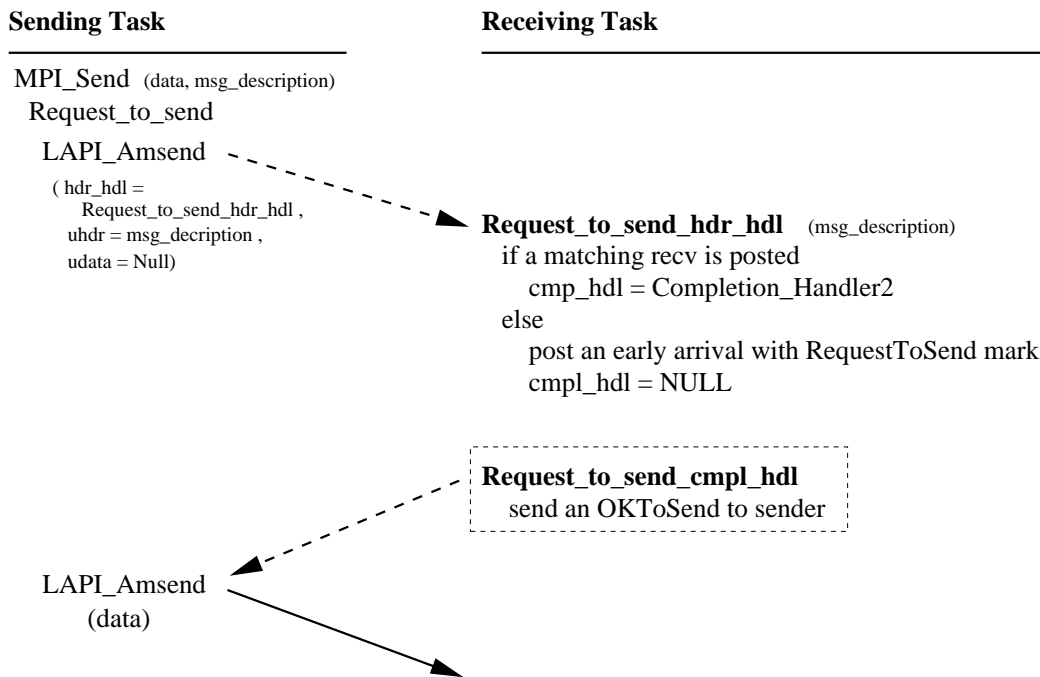 Sending Task
Receiving Task
MPI_Send (data, msg_description)
Request_to_send
LAPI_Amsend
( hdr_hdl =
Request_to_send_hdr_hdl ,
uhdr = msg_decription ,
udata = Null)
Request_to_send_hdr_hdl (msg_description)
if a matching recv is posted
cmp_hdl = Completion_Handler2
else
post an early arrival with RequestToSend mark
cmpl_hdl = NULL
Request_to_send_cmpl_hdl
send an OKToSend to sender
LAPI_Amsend
(data)